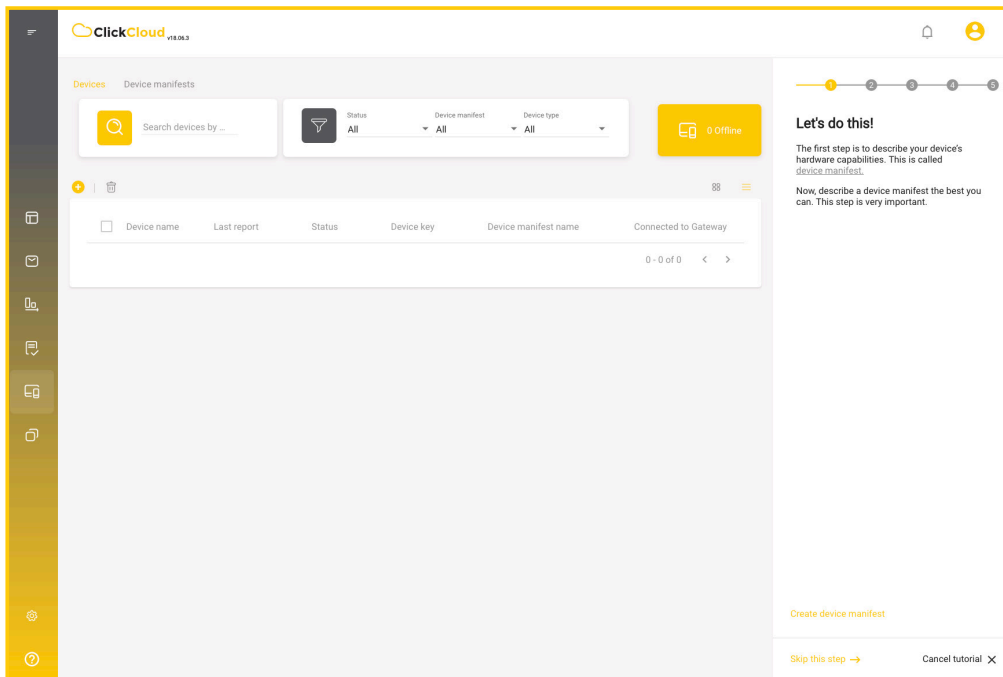 ClickCloud v18.06.3
Devices Device manifests
Search devices by ...
Status Device manifest Device type
All All All
0 Offline
Device name Last report Status Device key Device manifest name Connected to Gateway
0 - 0 of 0
1 2 3 4 5
Let's do this!
The first step is to describe your device's
hardware capabilities. This is called
device manifest.
Now, describe a device manifest the best you
can. This step is very important.
Create device manifest
Skip this step → Cancel tutorial ✕